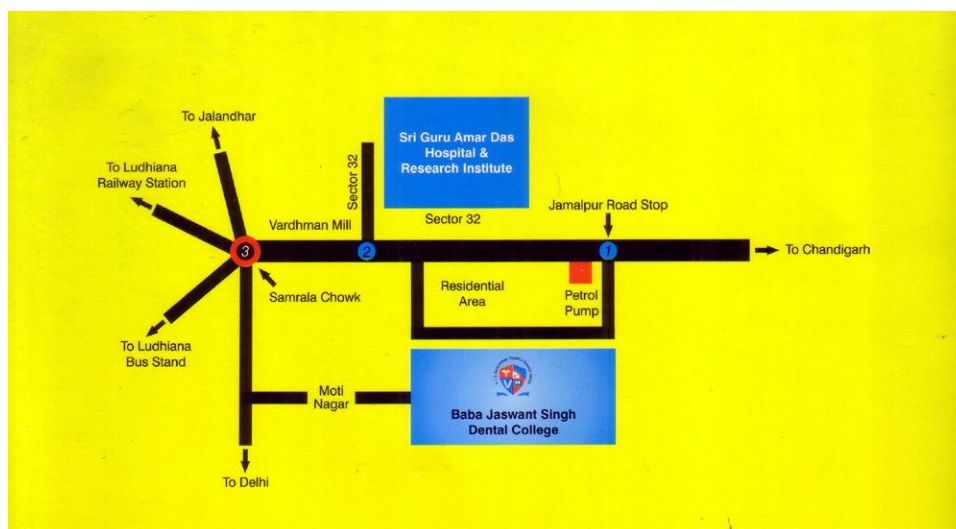 To Jalandhar
To Ludhiana
Railway Station
Sector 32
Sri Guru Amar Das
Hospital &
Research Institute
Vardhman Mill
Sector 32
Jamalpur Road Stop
3
2
1
To Chandigarh
Samrala Chowk
Residential
Area
Petrol
Pump
To Ludhiana
Bus Stand
Moti
Nagar
Baba Jaswant Singh
Dental College
To Delhi